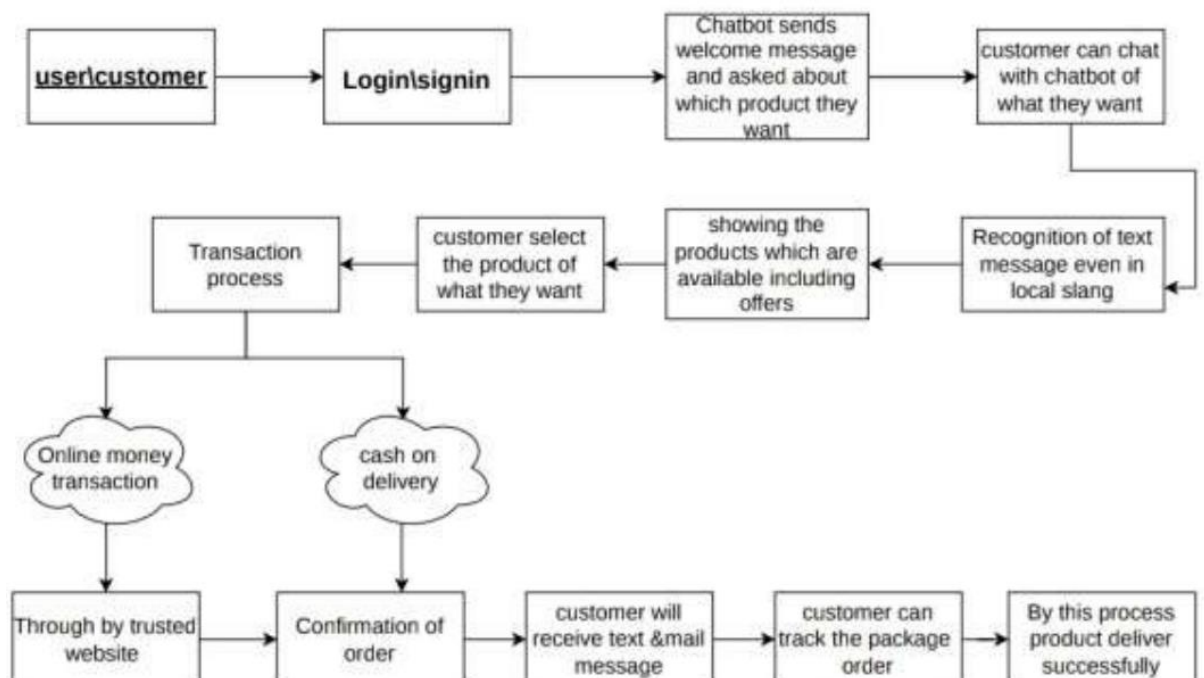 user\customer
Login\signin
Chatbot sends
welcome message
and asked about
which product they
want
customer can chat
with chatbot of
what they want
Recognition of text
message even in
local slang
showing the
products which are
available including
offers
customer select
the product of
what they want
Transaction
process
Online money
transaction
cash on
delivery
Through by trusted
website
Confirmation of
order
customer will
receive text &mail
message
customer can
track the package
order
By this process
product deliver
successfully